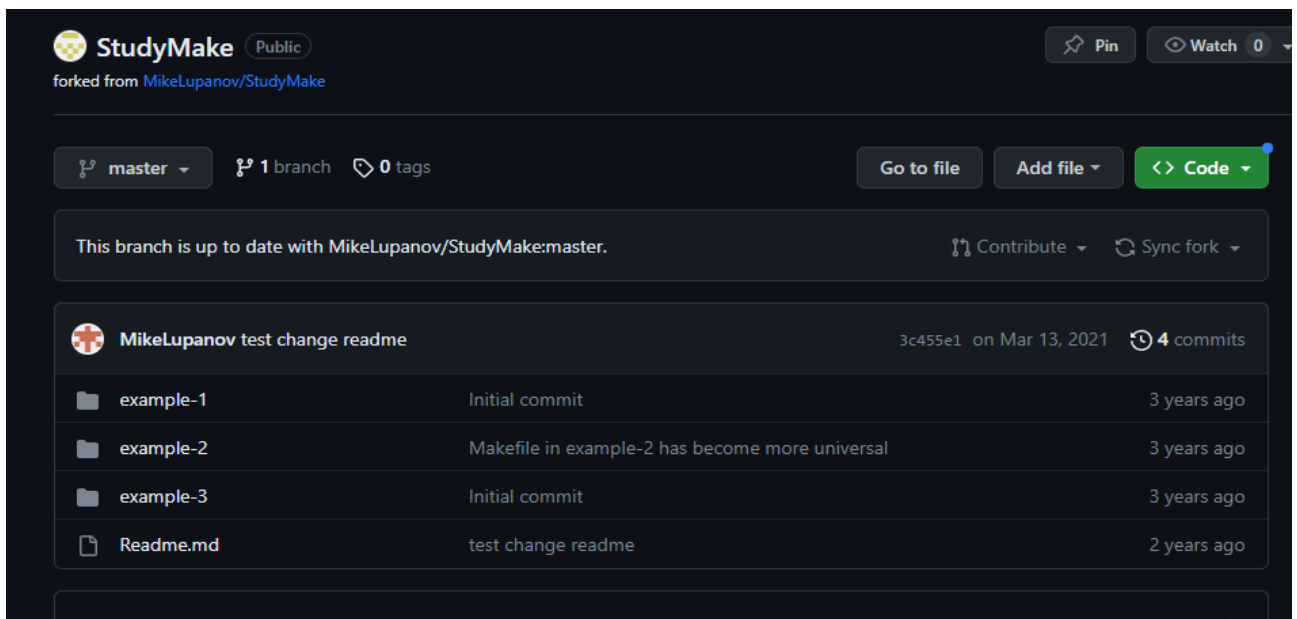 StudyMake Public Pin Watch 0
forked from MikeLupanov/StudyMake
master 1 branch 0 tags Go to file Add file <> Code
This branch is up to date with MikeLupanov/StudyMake:master. Contribute Sync fork
MikeLupanov test change readme 3c455e1 on Mar 13, 2021 4 commits
example-1 Initial commit 3 years ago
example-2 Makefile in example-2 has become more universal 3 years ago
example-3 Initial commit 3 years ago
Readme.md test change readme 2 years ago